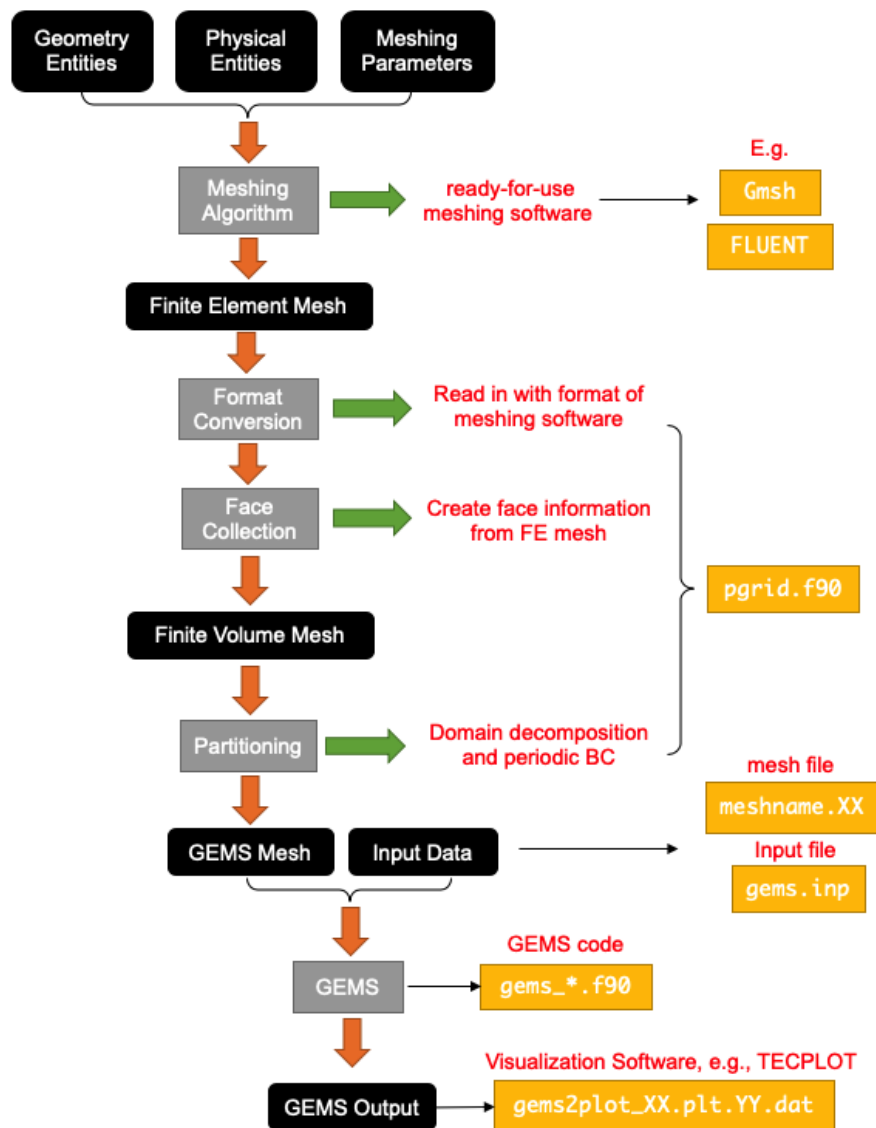 Geometry
Entities
Physical
Entities
Meshing
Parameters
E.g.
Meshing
Algorithm
ready-for-use
meshing software
Gmsh
FLUENT
Finite Element Mesh
Format
Conversion
Read in with format of
meshing software
Face
Collection
Create face information
from FE mesh
pgrid.f90
Finite Volume Mesh
Partitioning
Domain decomposition
and periodic BC
mesh file
meshname.XX
GEMS Mesh
Input Data
Input file
gems.inp
GEMS code
GEMS
gems_*.f90
Visualization Software, e.g., TECPLOT
GEMS Output
gems2plot_XX.plt.YY.dat